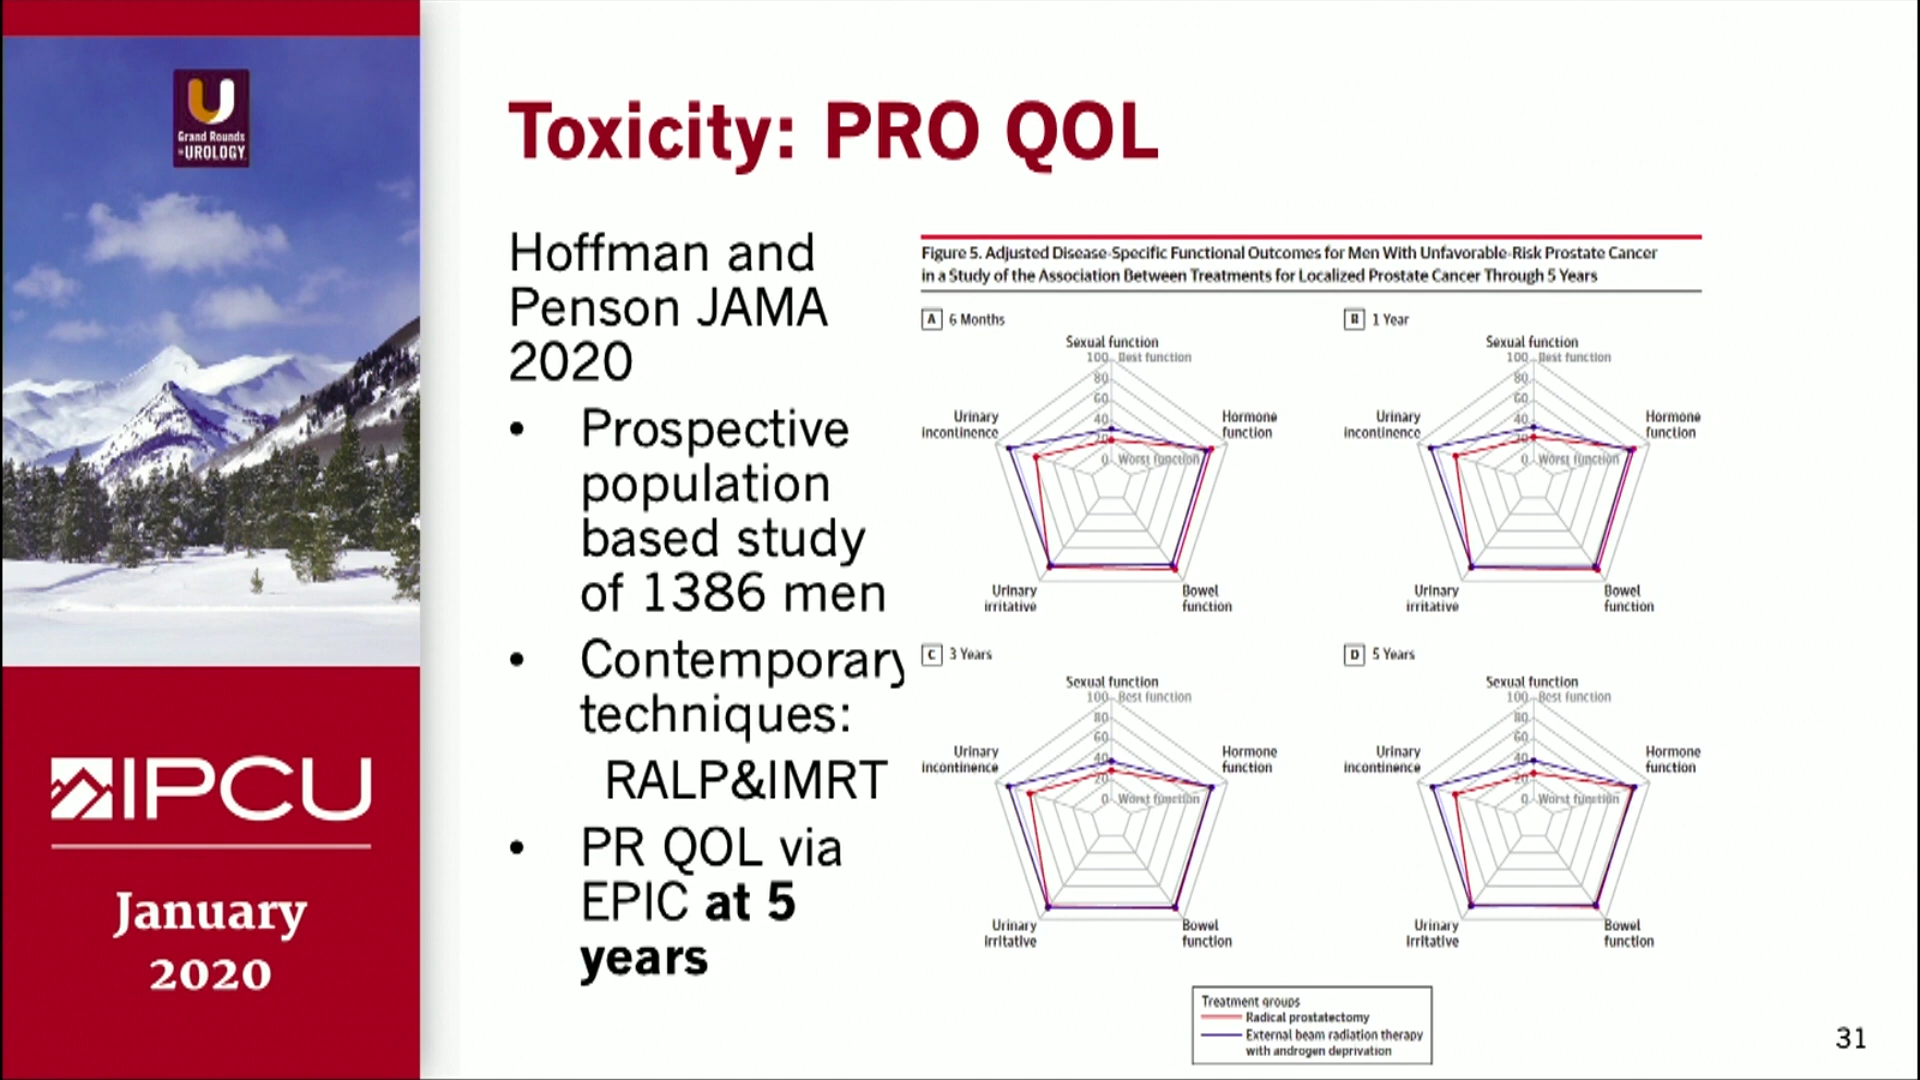 Grand Rounds
in UROLOGY
IPCU
January
2020
Toxicity: PRO QOL
Hoffman and
Penson JAMA
2020
• Prospective
population
based study
of 1386 men
• Contemporary
techniques:
RALP&IMRT
• PR QOL via
EPIC at 5
years
Figure 5. Adjusted Disease-Specific Functional Outcomes for Men With Unfavorable-Risk Prostate Cancer
in a Study of the Association Between Treatments for Localized Prostate Cancer Through 5 Years
A 6 Months
Sexual function
100 Best function
80
60
40
20
0 Worst function
Urinary
incontinence
Hormone
function
Urinary
irritative
Bowel
function
B 1 Year
Sexual function
100 Best function
80
60
40
20
0 Worst function
Urinary
incontinence
Hormone
function
Urinary
irritative
Bowel
function
C 3 Years
Sexual function
100 Best function
80
60
40
20
0 Worst function
Urinary
incontinence
Hormone
function
Urinary
irritative
Bowel
function
D 5 Years
Sexual function
100 Best function
80
60
40
20
0 Worst function
Urinary
incontinence
Hormone
function
Urinary
irritative
Bowel
function
Treatment groups
Radical prostatectomy
External beam radiation therapy
with androgen deprivation
31